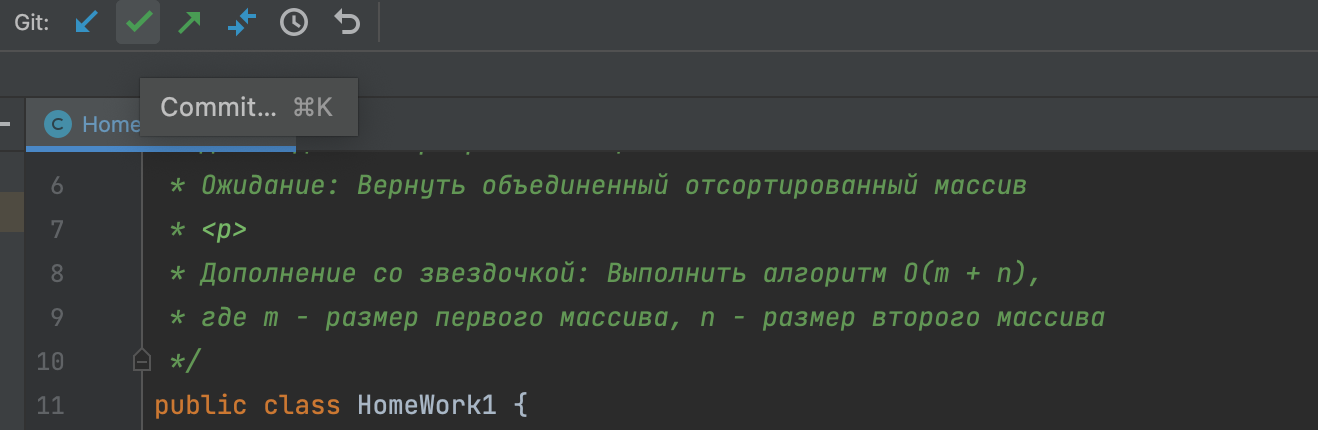 Git:
Commit... ⌘K
C Home
6 * Ожидание: Вернуть объединенный отсортированный массив
7 * <p>
8 * Дополнение со звездочкой: Выполнить алгоритм O(m + n),
9 * где m - размер первого массива, n - размер второго массива
10 */
11 public class HomeWork1 {